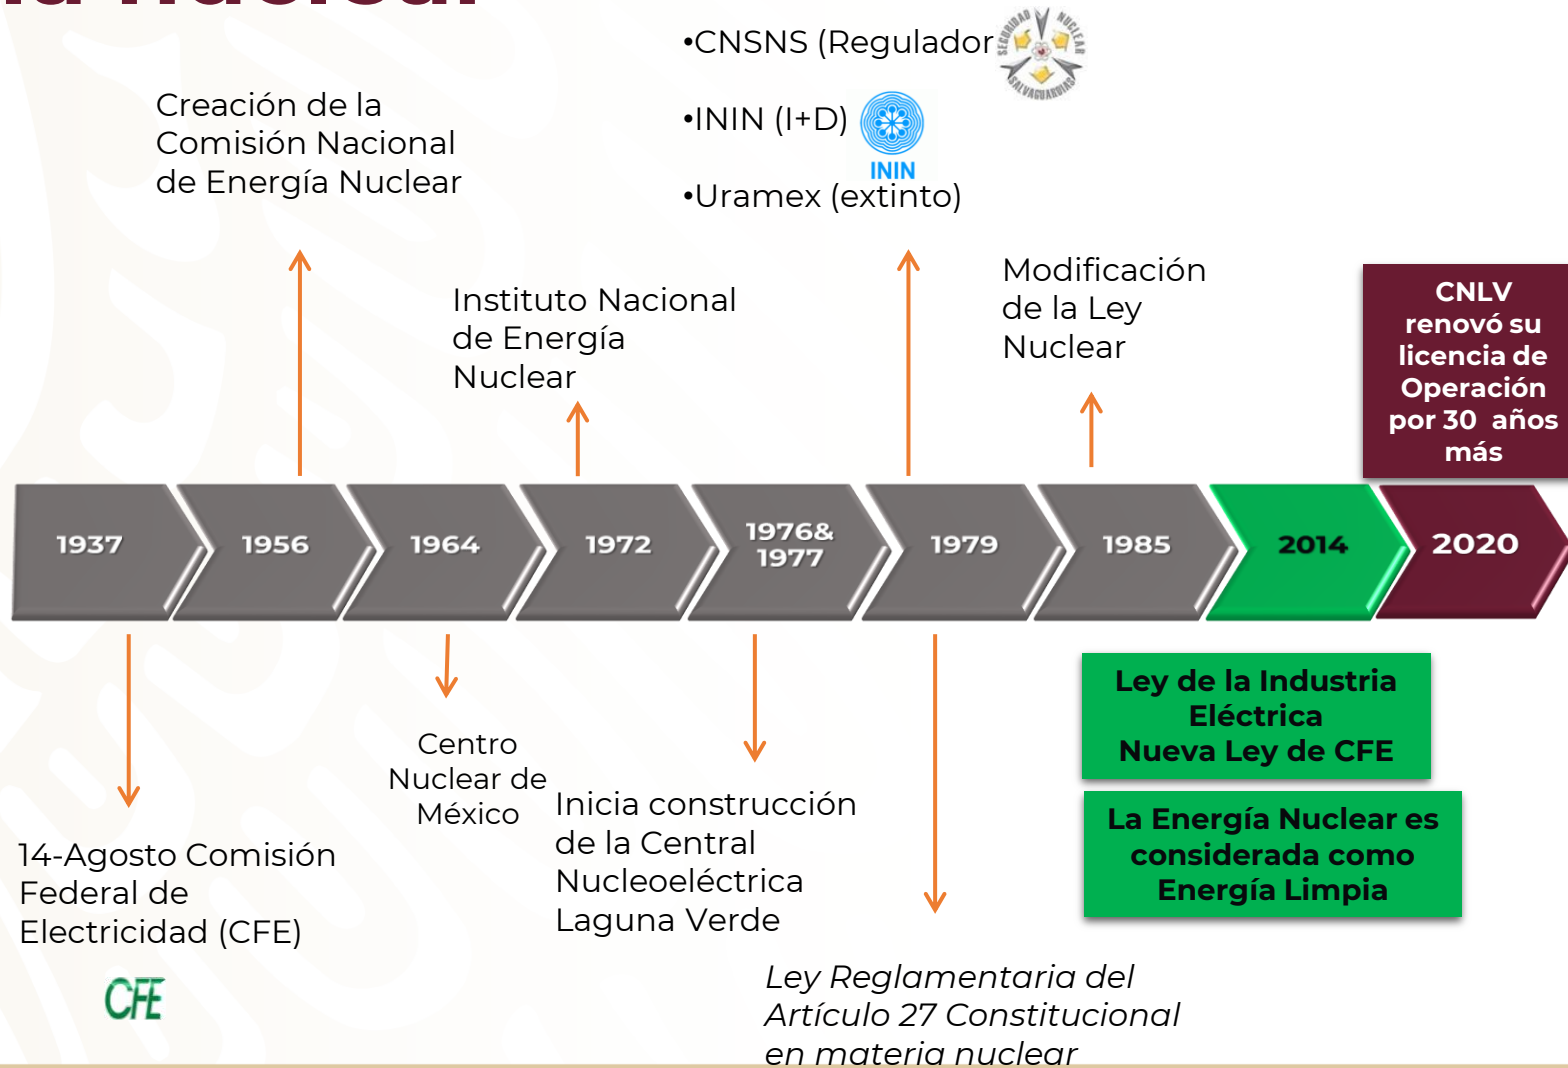 •CNSNS (Regulador
SEGURIDAD NUCLEAR
SALVAGUARDIAS
Creación de la
Comisión Nacional
de Energía Nuclear
•ININ (I+D)
ININ
•Uramex (extinto)
Instituto Nacional
de Energía
Nuclear
Modificación
de la Ley
Nuclear
CNLV
renovó su
licencia de
Operación
por 30 años
más
1937
1956
1964
1972
1976&
1977
1979
1985
2014
2020
14-Agosto Comisión
Federal de
Electricidad (CFE)
CFE
Centro
Nuclear de
México
Inicia construcción
de la Central
Nucleoeléctrica
Laguna Verde
Ley Reglamentaria del
Artículo 27 Constitucional
en materia nuclear
Ley de la Industria
Eléctrica
Nueva Ley de CFE
La Energía Nuclear es
considerada como
Energía Limpia